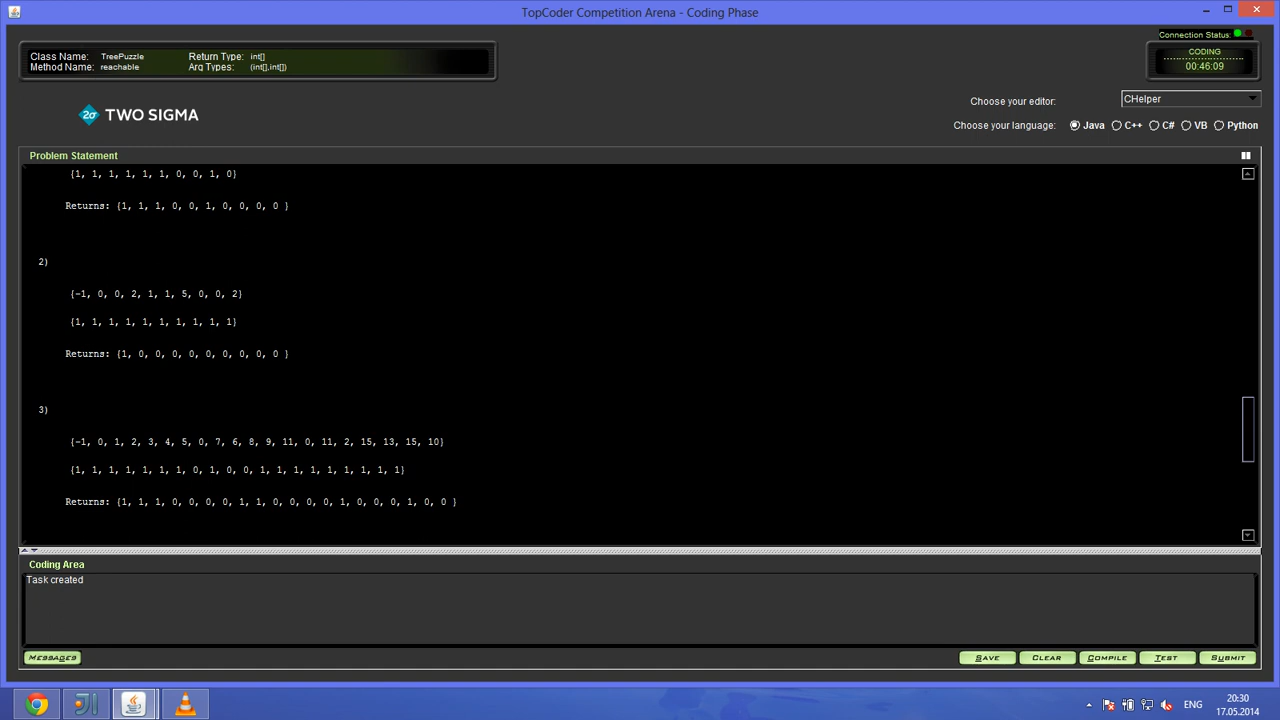 TopCoder Competition Arena - Coding Phase
Connection Status:
Class Name: TreePuzzle Return Type: int[]
Method Name: reachable Arg Types: (int[],int[])
CODING
00:46:09
2σ TWO SIGMA
Choose your editor: CHelper
Choose your language: Java C++ C# VB Python
Problem Statement
{1, 1, 1, 1, 1, 1, 0, 0, 1, 0}
Returns: {1, 1, 1, 0, 0, 1, 0, 0, 0, 0 }
2)
{-1, 0, 0, 2, 1, 1, 5, 0, 0, 2}
{1, 1, 1, 1, 1, 1, 1, 1, 1, 1}
Returns: {1, 0, 0, 0, 0, 0, 0, 0, 0, 0 }
3)
{-1, 0, 1, 2, 3, 4, 5, 0, 7, 6, 8, 9, 11, 0, 11, 2, 15, 13, 15, 10}
{1, 1, 1, 1, 1, 1, 1, 0, 1, 0, 0, 1, 1, 1, 1, 1, 1, 1, 1, 1}
Returns: {1, 1, 1, 0, 0, 0, 0, 1, 1, 0, 0, 0, 0, 1, 0, 0, 0, 1, 0, 0 }
Coding Area
Task created
MESSAGES SAVE CLEAR COMPILE TEST SUBMIT
ENG
20:30
17.05.2014